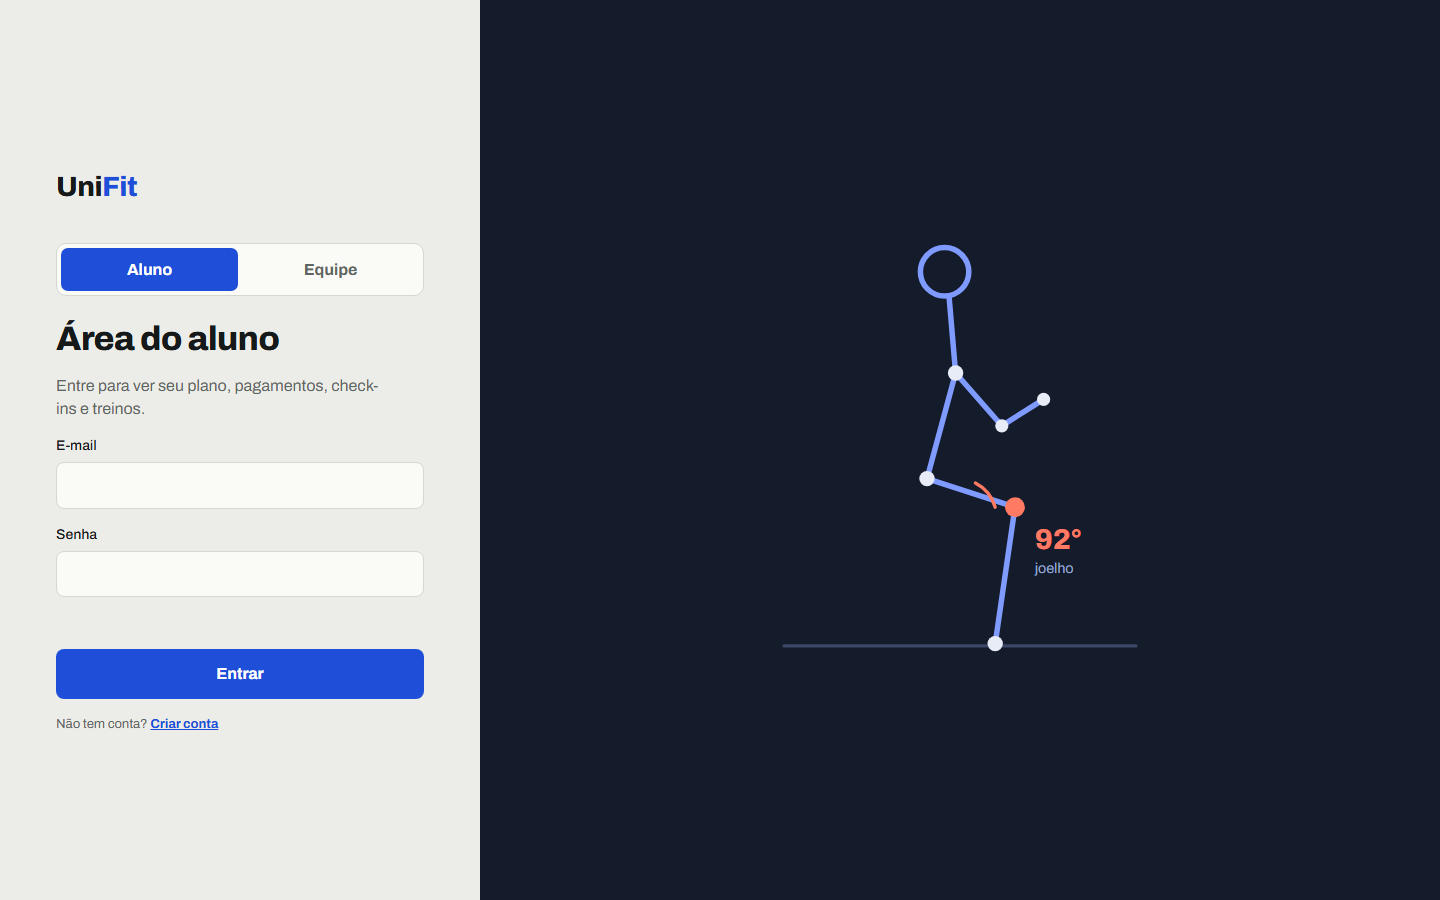 UniFit
Aluno
Equipe
Área do aluno
Entre para ver seu plano, pagamentos, check-
ins e treinos.
E-mail
Senha
Entrar
Não tem conta? Criar conta
92°
joelho